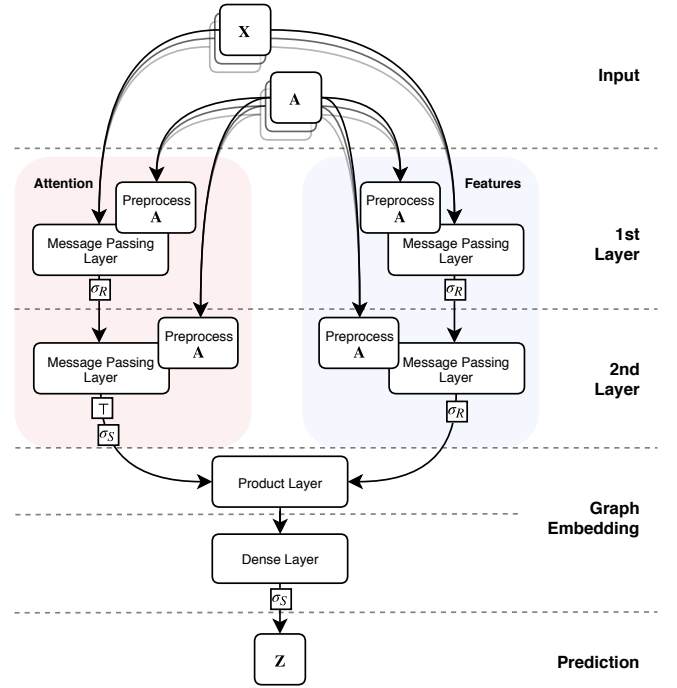 X
Input
A
Attention
Features
Preprocess
A
Preprocess
A
Message Passing
Layer
Message Passing
Layer
1st
Layer
σR
σR
Preprocess
A
Preprocess
A
Message Passing
Layer
Message Passing
Layer
2nd
Layer
⊤
σR
σS
Product Layer
Graph
Embedding
Dense Layer
σS
Z
Prediction